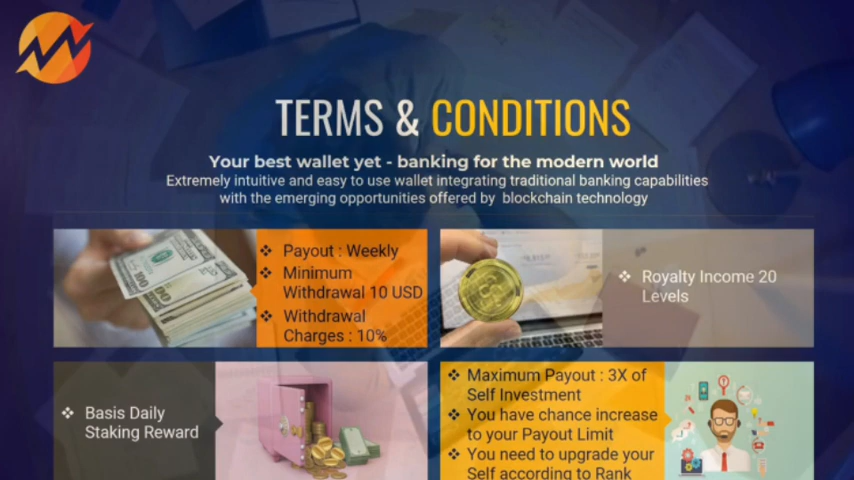 TERMS & CONDITIONS
Your best wallet yet - banking for the modern world
Extremely intuitive and easy to use wallet integrating traditional banking capabilities
with the emerging opportunities offered by blockchain technology
❖ Payout : Weekly
❖ Minimum
Withdrawal 10 USD
❖ Withdrawal
Charges : 10%
❖ Royalty Income 20
Levels
❖ Basis Daily
Staking Reward
❖ Maximum Payout : 3X of
Self Investment
❖ You have chance increase
to your Payout Limit
❖ You need to upgrade your
Self according to Rank